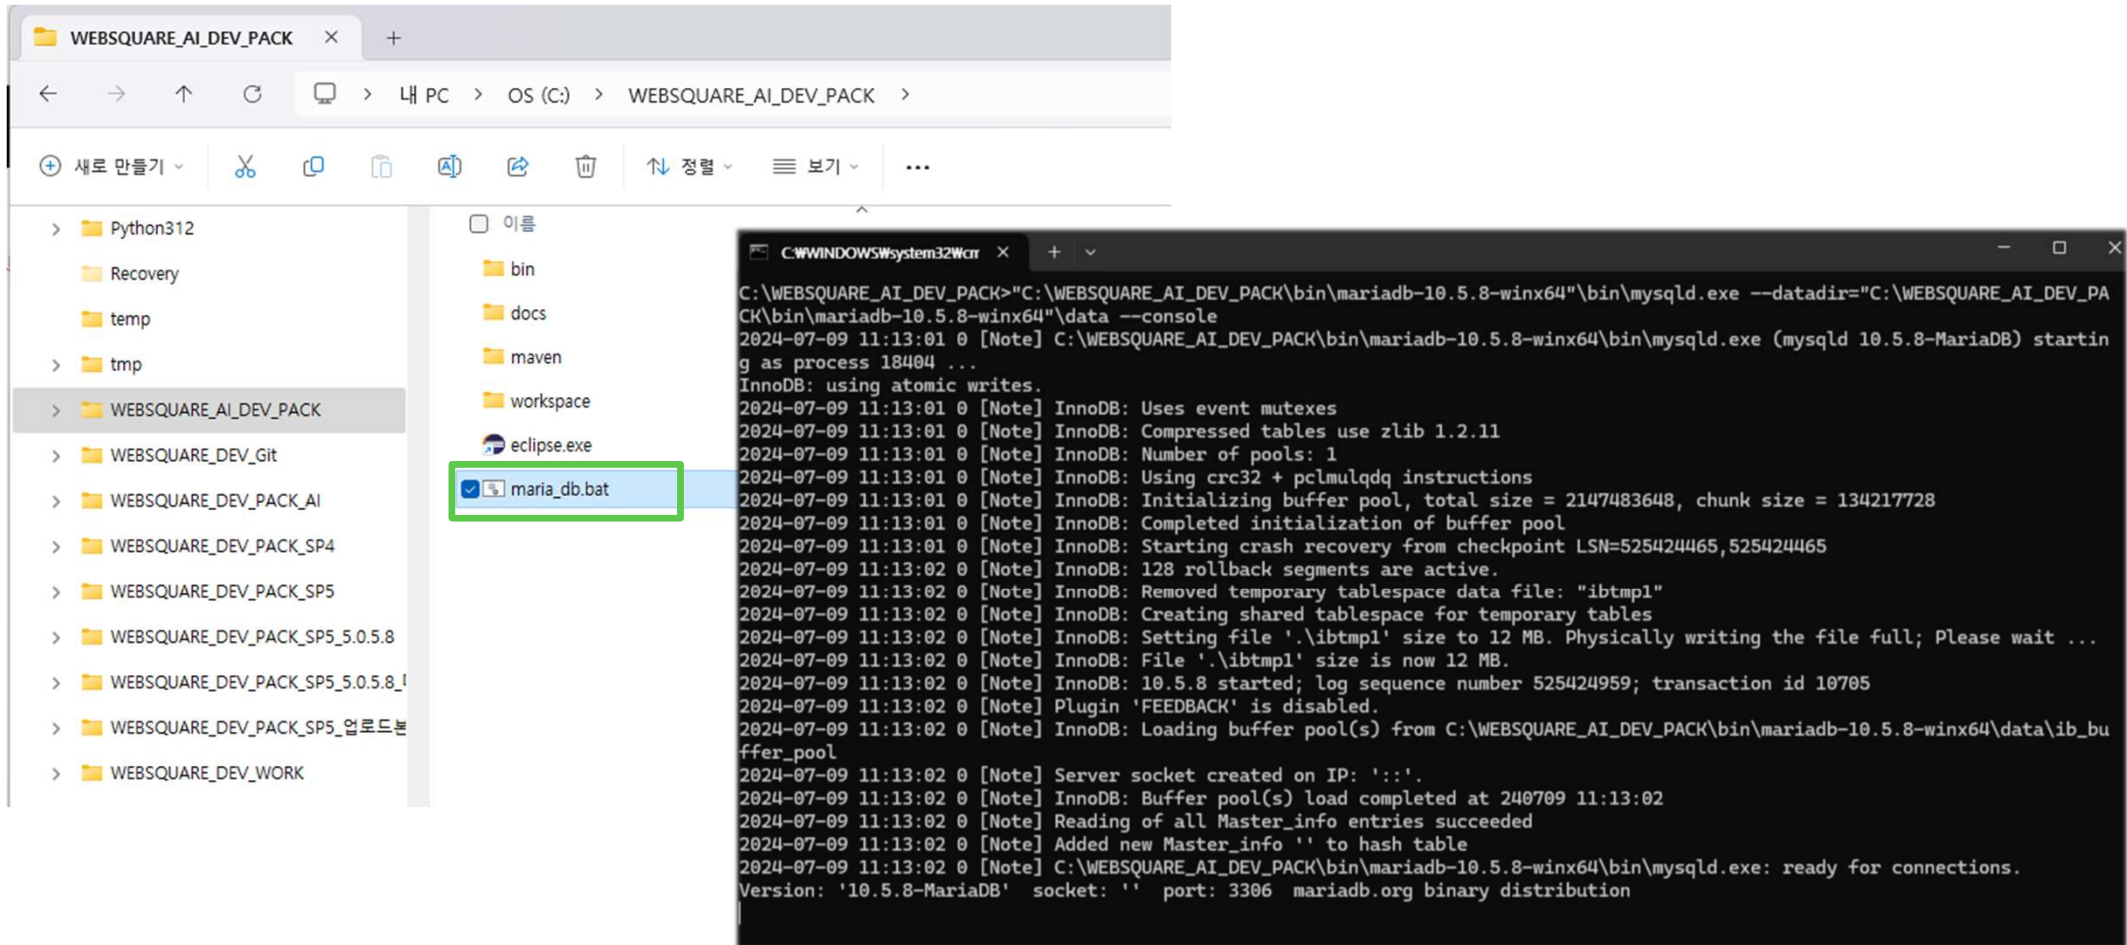 WEBSQUARE_AI_DEV_PACK
내 PC > OS (C:) > WEBSQUARE_AI_DEV_PACK >
새로 만들기 정렬 보기 ...
Python312
Recovery
temp
tmp
WEBSQUARE_AI_DEV_PACK
WEBSQUARE_DEV_Git
WEBSQUARE_DEV_PACK_AI
WEBSQUARE_DEV_PACK_SP4
WEBSQUARE_DEV_PACK_SP5
WEBSQUARE_DEV_PACK_SP5_5.0.5.8
WEBSQUARE_DEV_PACK_SP5_5.0.5.8_
WEBSQUARE_DEV_PACK_SP5_업로드본
WEBSQUARE_DEV_WORK
이름
bin
docs
maven
workspace
eclipse.exe
maria_db.bat
C:₩WINDOWS₩system32₩cm
C:\WEBSQUARE_AI_DEV_PACK>"C:\WEBSQUARE_AI_DEV_PACK\bin\mariadb-10.5.8-winx64"\bin\mysqld.exe --datadir="C:\WEBSQUARE_AI_DEV_PA
CK\bin\mariadb-10.5.8-winx64"\data --console
2024-07-09 11:13:01 0 [Note] C:\WEBSQUARE_AI_DEV_PACK\bin\mariadb-10.5.8-winx64\bin\mysqld.exe (mysqld 10.5.8-MariaDB) startin
g as process 18404 ...
InnoDB: using atomic writes.
2024-07-09 11:13:01 0 [Note] InnoDB: Uses event mutexes
2024-07-09 11:13:01 0 [Note] InnoDB: Compressed tables use zlib 1.2.11
2024-07-09 11:13:01 0 [Note] InnoDB: Number of pools: 1
2024-07-09 11:13:01 0 [Note] InnoDB: Using crc32 + pclmulqdq instructions
2024-07-09 11:13:01 0 [Note] InnoDB: Initializing buffer pool, total size = 2147483648, chunk size = 134217728
2024-07-09 11:13:01 0 [Note] InnoDB: Completed initialization of buffer pool
2024-07-09 11:13:01 0 [Note] InnoDB: Starting crash recovery from checkpoint LSN=525424465,525424465
2024-07-09 11:13:02 0 [Note] InnoDB: 128 rollback segments are active.
2024-07-09 11:13:02 0 [Note] InnoDB: Removed temporary tablespace data file: "ibtmp1"
2024-07-09 11:13:02 0 [Note] InnoDB: Creating shared tablespace for temporary tables
2024-07-09 11:13:02 0 [Note] InnoDB: Setting file '.\ibtmp1' size to 12 MB. Physically writing the file full; Please wait ...
2024-07-09 11:13:02 0 [Note] InnoDB: File '.\ibtmp1' size is now 12 MB.
2024-07-09 11:13:02 0 [Note] InnoDB: 10.5.8 started; log sequence number 525424959; transaction id 10705
2024-07-09 11:13:02 0 [Note] Plugin 'FEEDBACK' is disabled.
2024-07-09 11:13:02 0 [Note] InnoDB: Loading buffer pool(s) from C:\WEBSQUARE_AI_DEV_PACK\bin\mariadb-10.5.8-winx64\data\ib_bu
ffer_pool
2024-07-09 11:13:02 0 [Note] Server socket created on IP: '::'.
2024-07-09 11:13:02 0 [Note] InnoDB: Buffer pool(s) load completed at 240709 11:13:02
2024-07-09 11:13:02 0 [Note] Reading of all Master_info entries succeeded
2024-07-09 11:13:02 0 [Note] Added new Master_info '' to hash table
2024-07-09 11:13:02 0 [Note] C:\WEBSQUARE_AI_DEV_PACK\bin\mariadb-10.5.8-winx64\bin\mysqld.exe: ready for connections.
Version: '10.5.8-MariaDB'  socket: ''  port: 3306  mariadb.org binary distribution